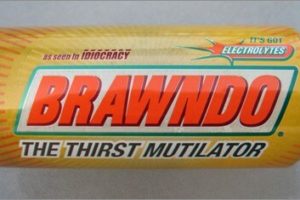 as seen in IDIOCRACY
IT'S GOT
ELECTROLYTES
BRAWNDO®
THE THIRST MUTILATOR